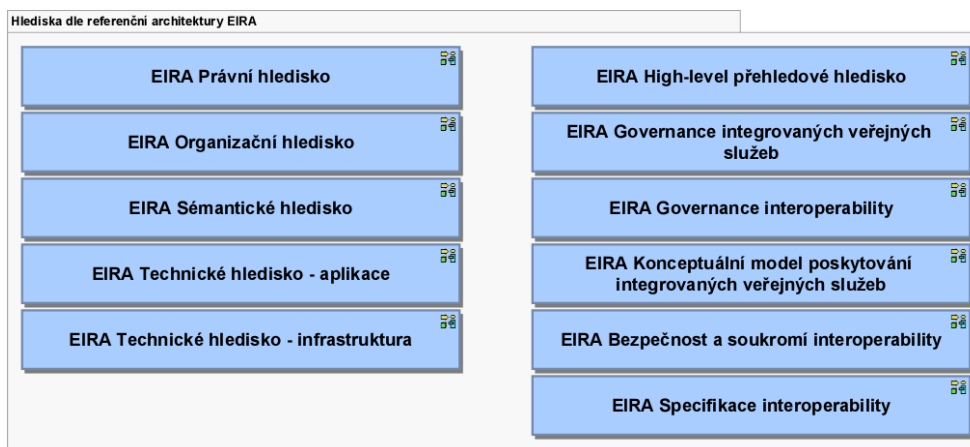 Hlediska dle referenční architektury EIRA
EIRA Právní hledisko
EIRA Organizační hledisko
EIRA Sémantické hledisko
EIRA Technické hledisko - aplikace
EIRA Technické hledisko - infrastruktura
EIRA High-level přehledové hledisko
EIRA Governance integrovaných veřejných
služeb
EIRA Governance interoperability
EIRA Konceptuální model poskytování
integrovaných veřejných služeb
EIRA Bezpečnost a soukromí interoperability
EIRA Specifikace interoperability